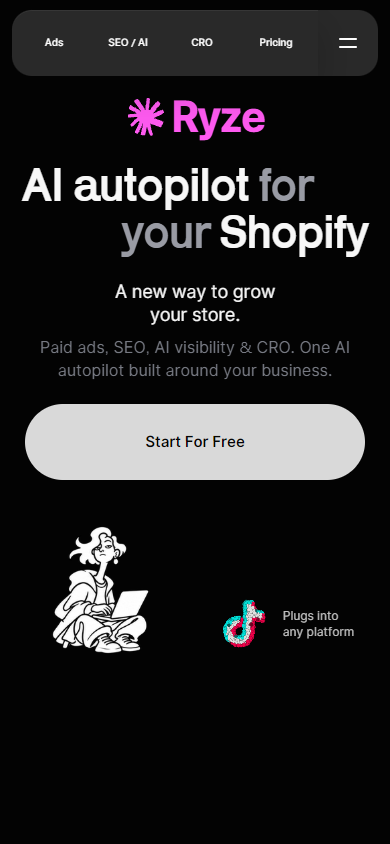 Ads SEO / AI CRO Pricing
Ryze
AI autopilot for
your Shopify
A new way to grow
your store.
Paid ads, SEO, AI visibility & CRO. One AI
autopilot built around your business.
Start For Free
Plugs into
any platform